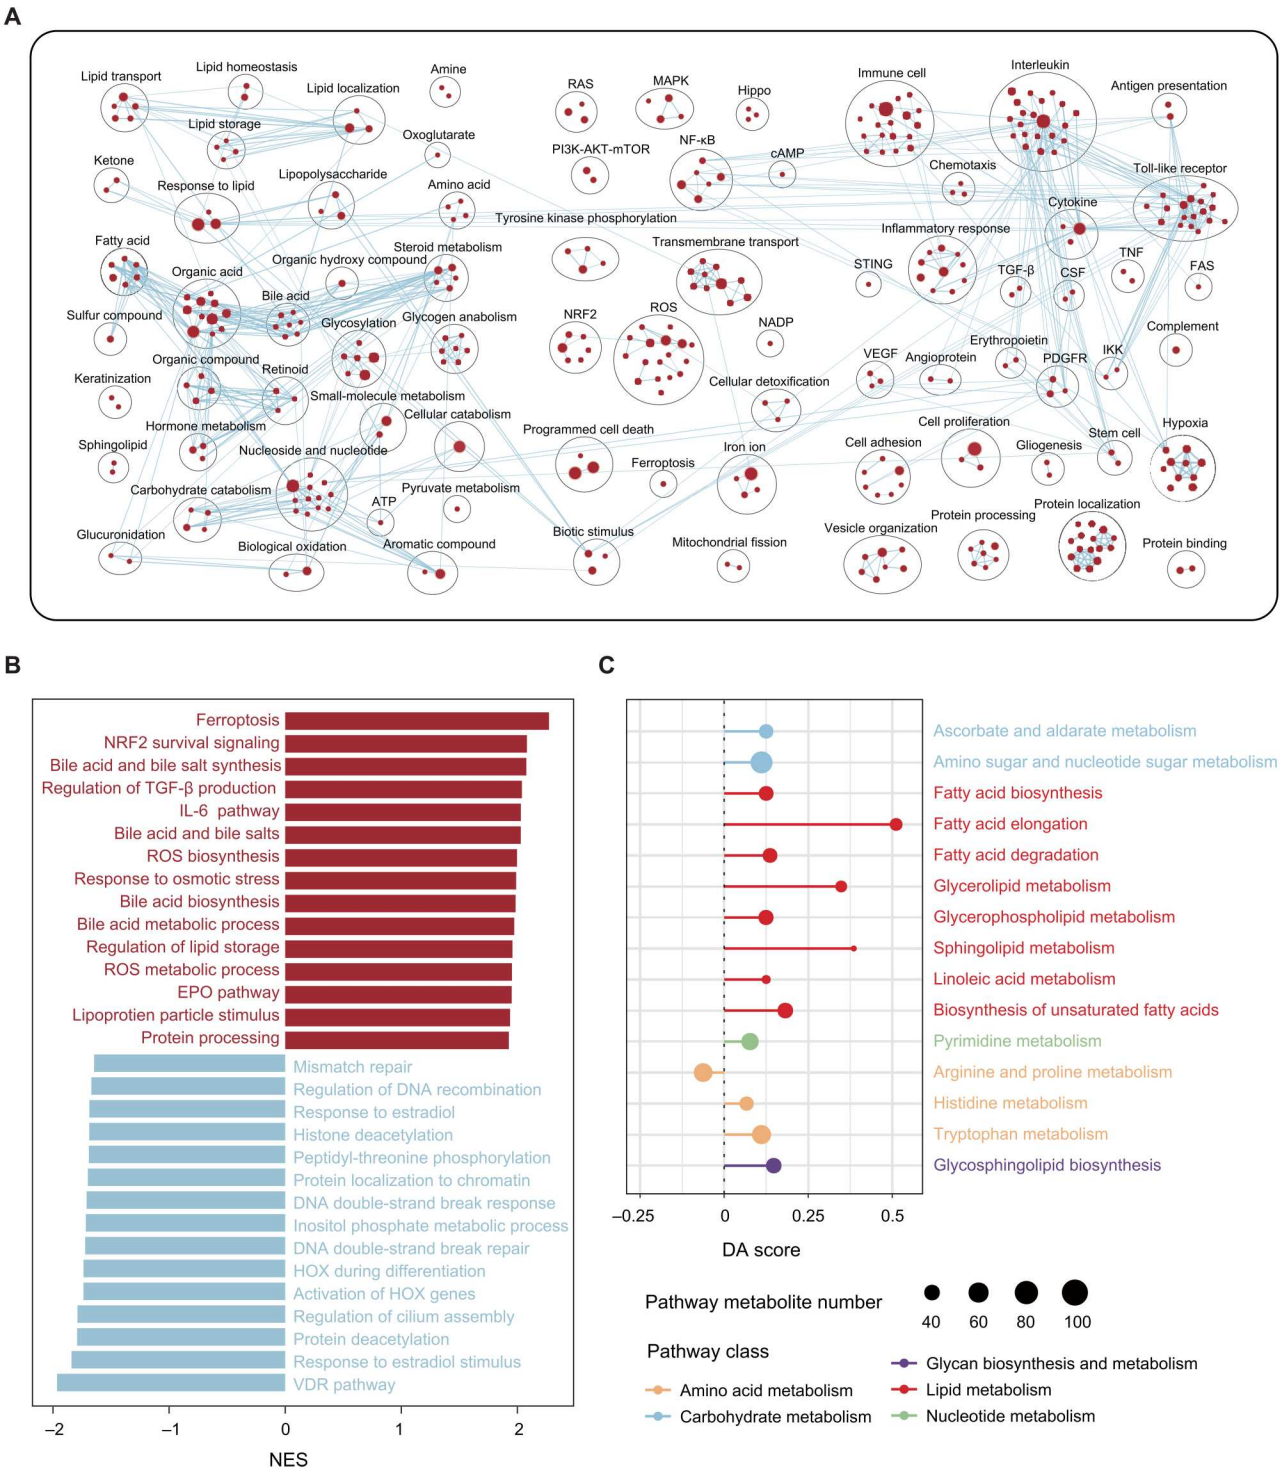 A
Lipid transport
Lipid homeostasis
Lipid localization
Amine
RAS
MAPK
Hippo
Immune cell
Interleukin
Antigen presentation
Lipid storage
Oxoglutarate
PI3K-AKT-mTOR
NF-κB
cAMP
Chemotaxis
Toll-like receptor
Ketone
Response to lipid
Lipopolysaccharide
Amino acid
Tyrosine kinase phosphorylation
Cytokine
Fatty acid
Organic acid
Organic hydroxy compound
Steroid metabolism
Transmembrane transport
Inflammatory response
STING
TGF-β
CSF
TNF
FAS
Sulfur compound
Bile acid
Glycosylation
Glycogen anabolism
NRF2
ROS
NADP
Erythropoietin
Complement
Organic compound
Retinoid
VEGF
Angioprotein
PDGFR
IKK
Keratinization
Small-molecule metabolism
Cellular detoxification
Hormone metabolism
Cellular catabolism
Programmed cell death
Iron ion
Cell adhesion
Cell proliferation
Gliogenesis
Stem cell
Hypoxia
Sphingolipid
Nucleoside and nucleotide
Ferroptosis
Carbohydrate catabolism
ATP
Pyruvate metabolism
Glucuronidation
Biological oxidation
Aromatic compound
Biotic stimulus
Mitochondrial fission
Vesicle organization
Protein processing
Protein localization
Protein binding
B
Ferroptosis
NRF2 survival signaling
Bile acid and bile salt synthesis
Regulation of TGF-β production
IL-6 pathway
Bile acid and bile salts
ROS biosynthesis
Response to osmotic stress
Bile acid biosynthesis
Bile acid metabolic process
Regulation of lipid storage
ROS metabolic process
EPO pathway
Lipoprotien particle stimulus
Protein processing
Mismatch repair
Regulation of DNA recombination
Response to estradiol
Histone deacetylation
Peptidyl-threonine phosphorylation
Protein localization to chromatin
DNA double-strand break response
Inositol phosphate metabolic process
DNA double-strand break repair
HOX during differentiation
Activation of HOX genes
Regulation of cilium assembly
Protein deacetylation
Response to estradiol stimulus
VDR pathway
–2 –1 0 1 2
NES
C
Ascorbate and aldarate metabolism
Amino sugar and nucleotide sugar metabolism
Fatty acid biosynthesis
Fatty acid elongation
Fatty acid degradation
Glycerolipid metabolism
Glycerophospholipid metabolism
Sphingolipid metabolism
Linoleic acid metabolism
Biosynthesis of unsaturated fatty acids
Pyrimidine metabolism
Arginine and proline metabolism
Histidine metabolism
Tryptophan metabolism
Glycosphingolipid biosynthesis
–0.25 0 0.25 0.5
DA score
Pathway metabolite number
40 60 80 100
Pathway class
Glycan biosynthesis and metabolism
Amino acid metabolism
Lipid metabolism
Carbohydrate metabolism
Nucleotide metabolism